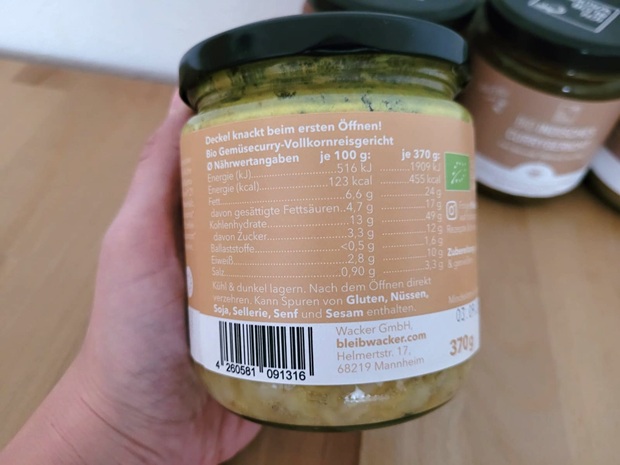 Deckel knackt beim ersten Öffnen!
Bio Gemüsecurry-Vollkornreisgericht
Ø Nährwertangaben je 100 g: je 370 g:
Energie (kJ) 516 kJ 1909 kJ
Energie (kcal) 123 kcal 455 kcal
Fett 6,6 g 24 g
davon gesättigte Fettsäuren 4,7 g 17 g
Kohlenhydrate 13 g 49 g
davon Zucker 3,3 g 12 g
Ballaststoffe <0,5 g 1,6 g
Eiweiß 2,8 g 10 g
Salz 0,90 g 3,3 g
Kühl & dunkel lagern. Nach dem Öffnen direkt
verzehren. Kann Spuren von Gluten, Nüssen,
Soja, Sellerie, Senf und Sesam enthalten.
Wacker GmbH,
bleibwacker.com
Helmertstr. 17,
68219 Mannheim
4 260581 091316
370g